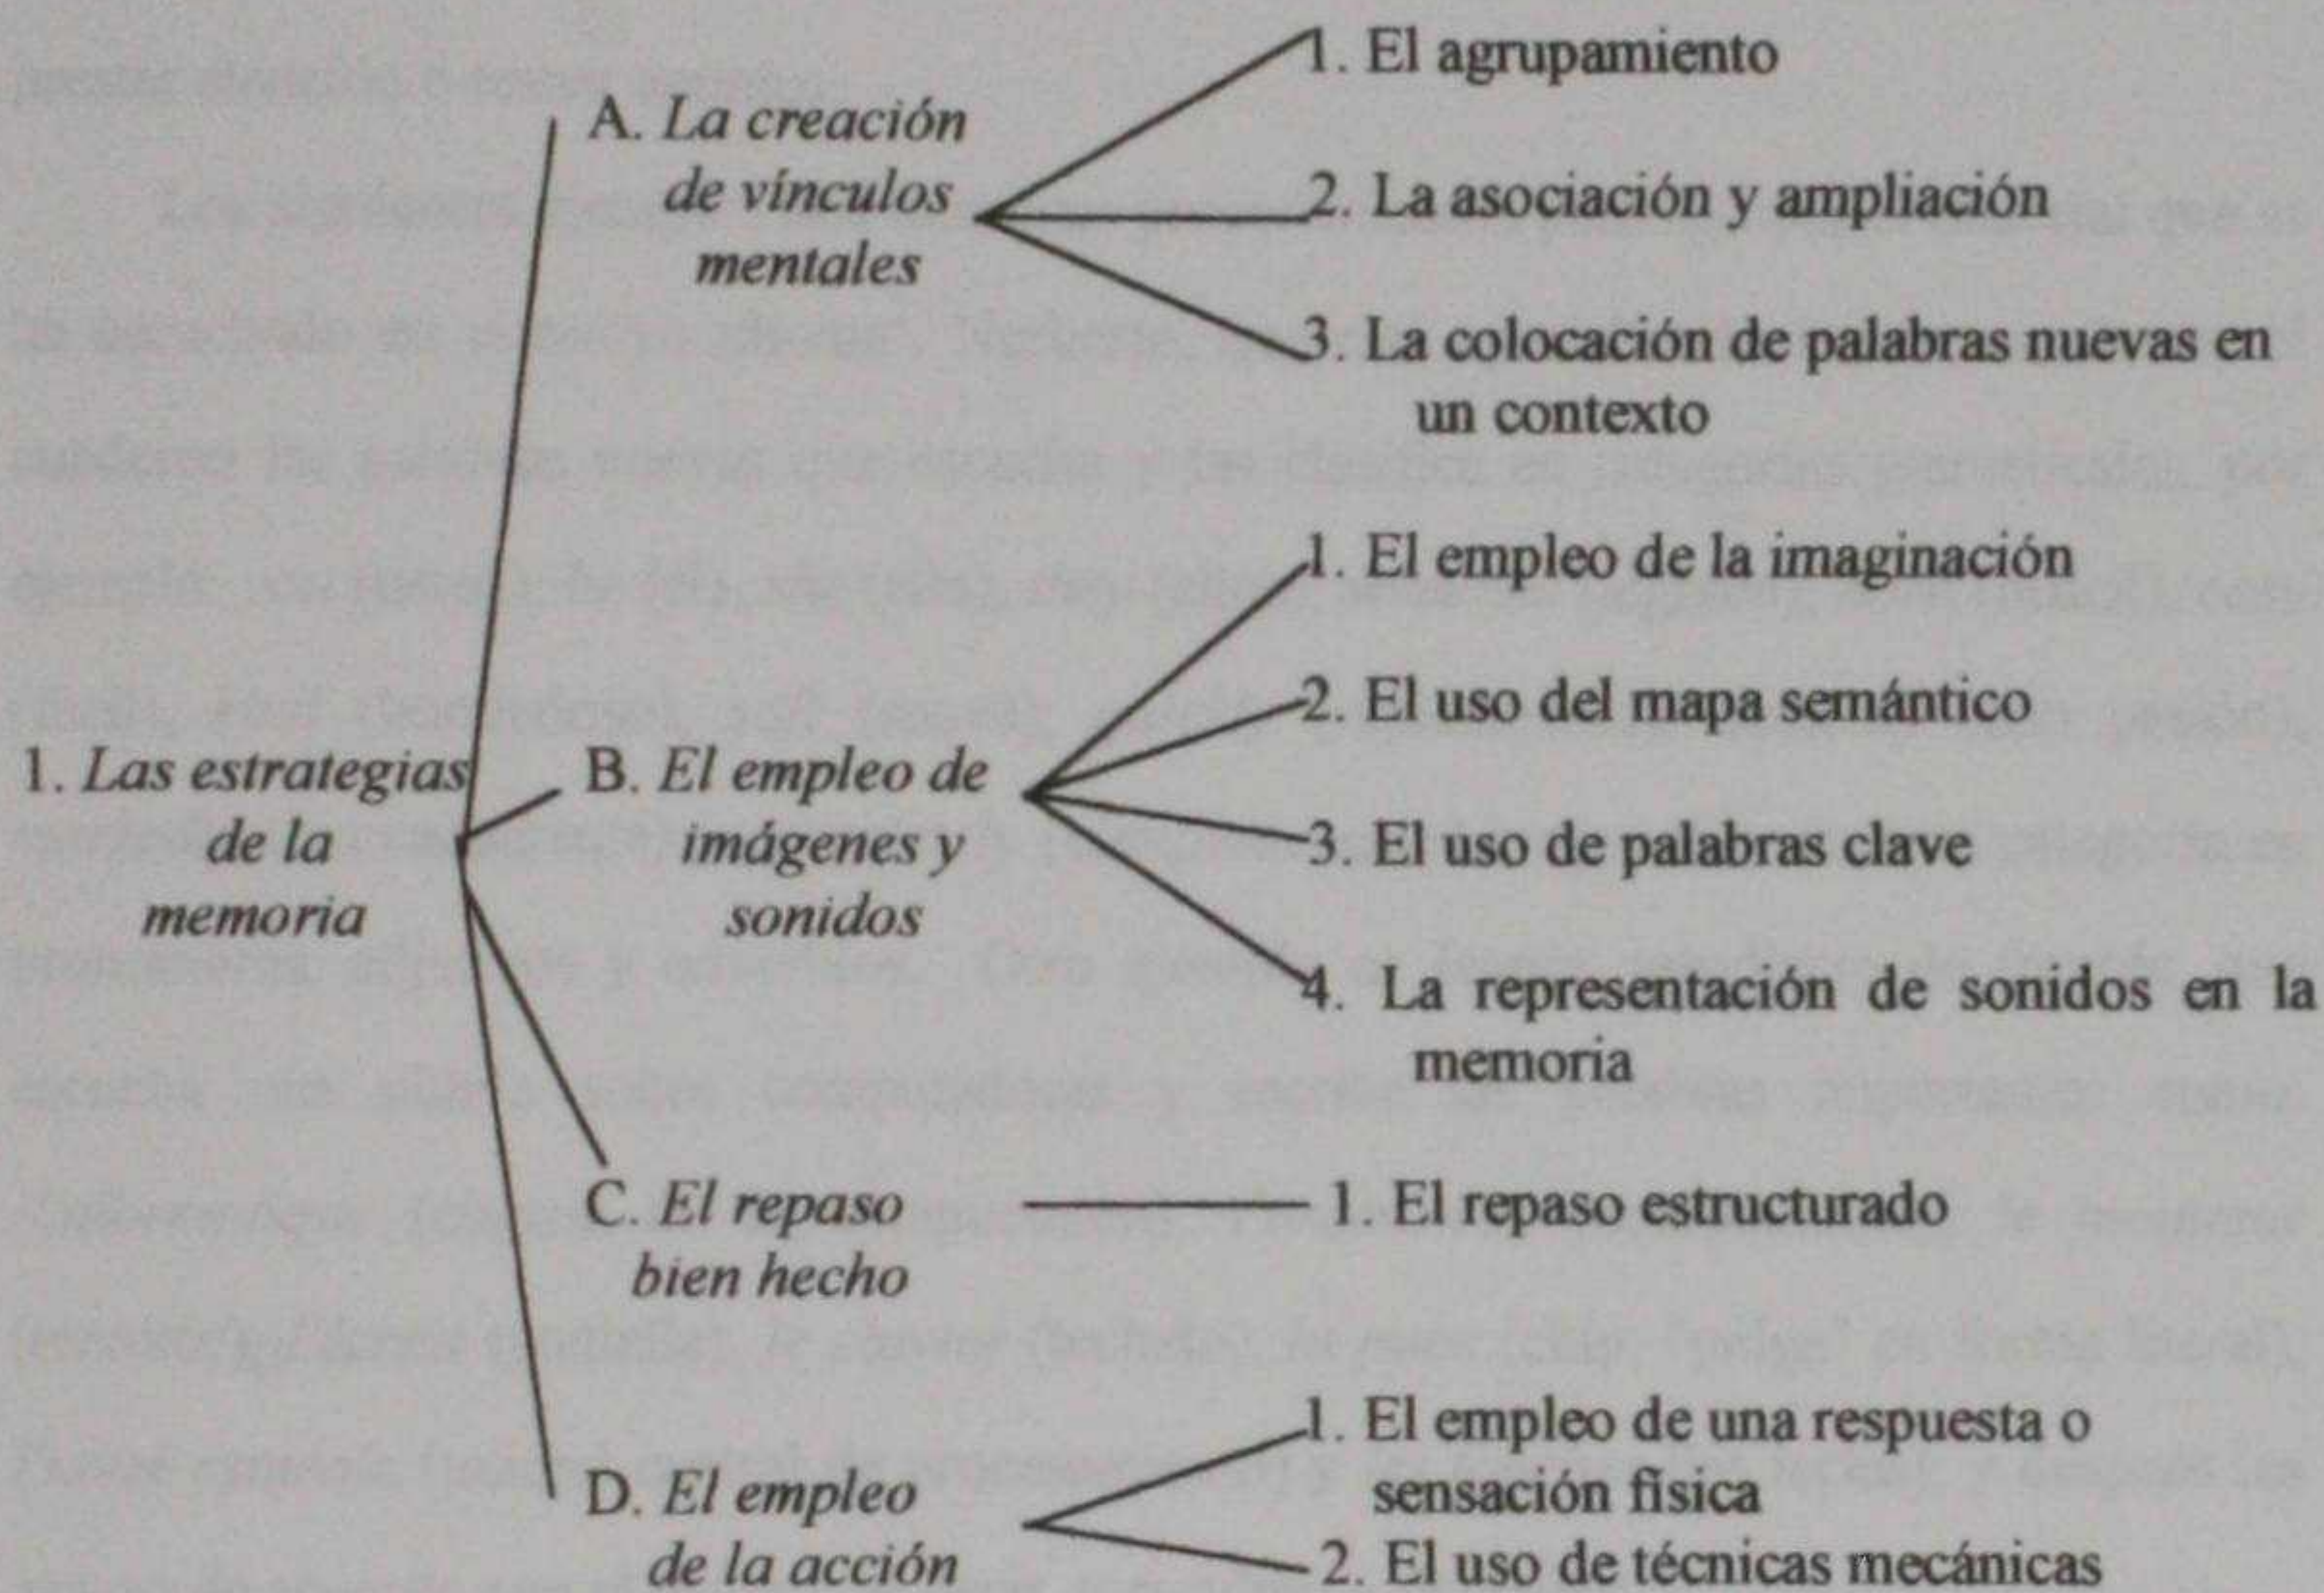 1. Las estrategias
de la
memoria
A. La creación
de vínculos
mentales
1. El agrupamiento
2. La asociación y ampliación
3. La colocación de palabras nuevas en
un contexto
B. El empleo de
imágenes y
sonidos
1. El empleo de la imaginación
2. El uso del mapa semántico
3. El uso de palabras clave
4. La representación de sonidos en la
memoria
C. El repaso
bien hecho
1. El repaso estructurado
D. El empleo
de la acción
1. El empleo de una respuesta o
sensación física
2. El uso de técnicas mecánicas